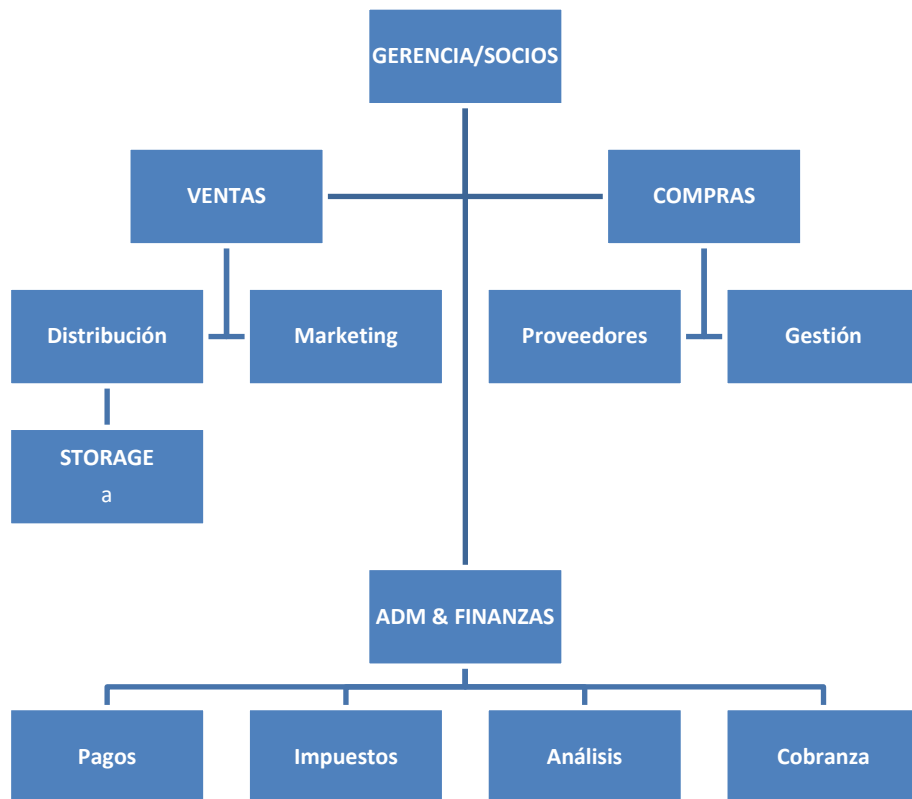 GERENCIA/SOCIOS
VENTAS
COMPRAS
Distribución
Marketing
Proveedores
Gestión
STORAGE
a
ADM & FINANZAS
Pagos
Impuestos
Análisis
Cobranza